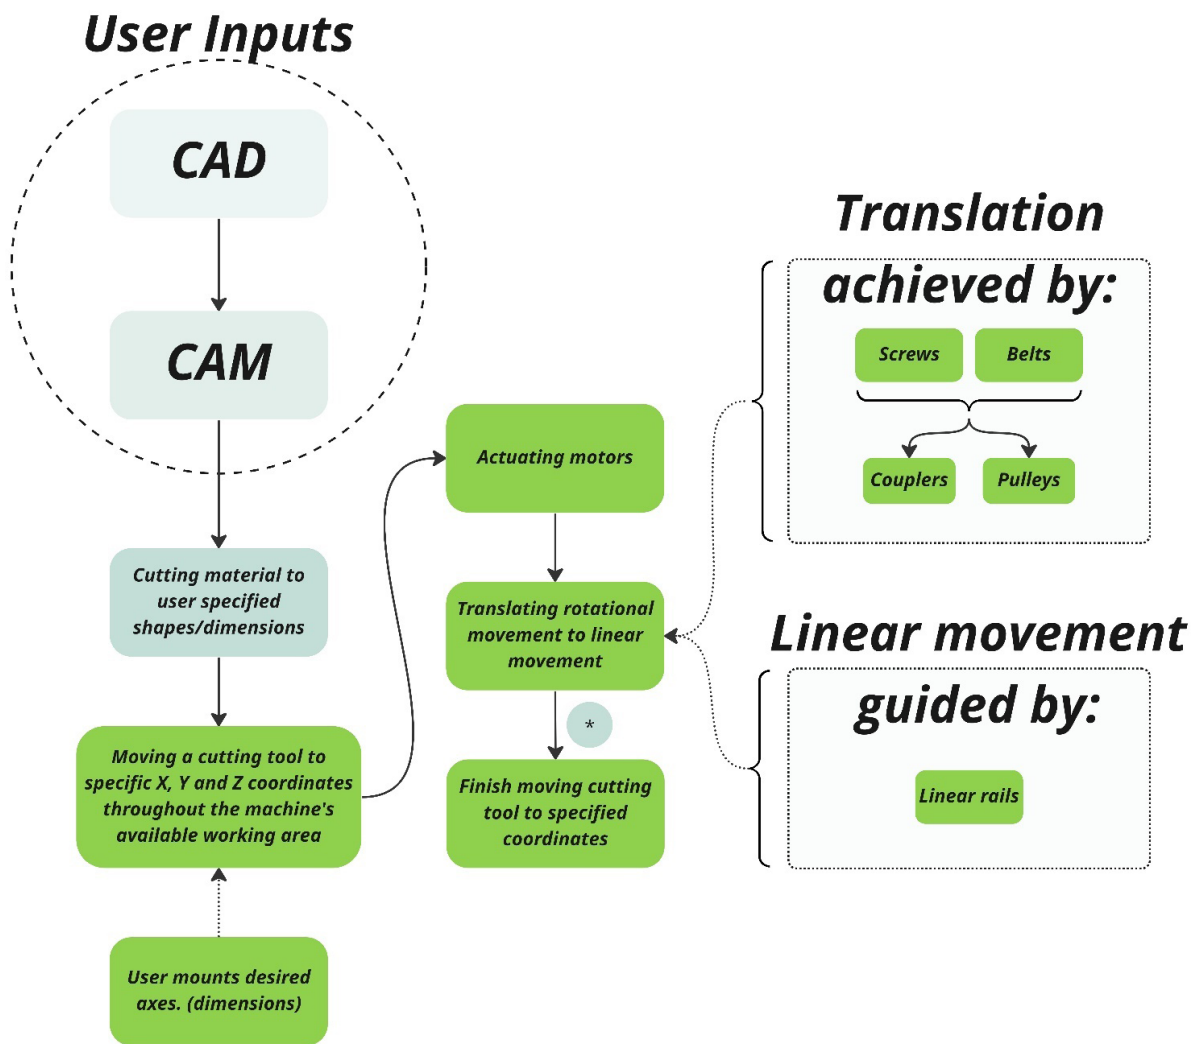 User Inputs
CAD
CAM
Cutting material to
user specified
shapes/dimensions
Moving a cutting tool to
specific X, Y and Z coordinates
throughout the machine's
available working area
User mounts desired
axes. (dimensions)
Actuating motors
Translating rotational
movement to linear
movement
*
Finish moving cutting
tool to specified
coordinates
Translation
achieved by:
Screws
Belts
Couplers
Pulleys
Linear movement
guided by:
Linear rails